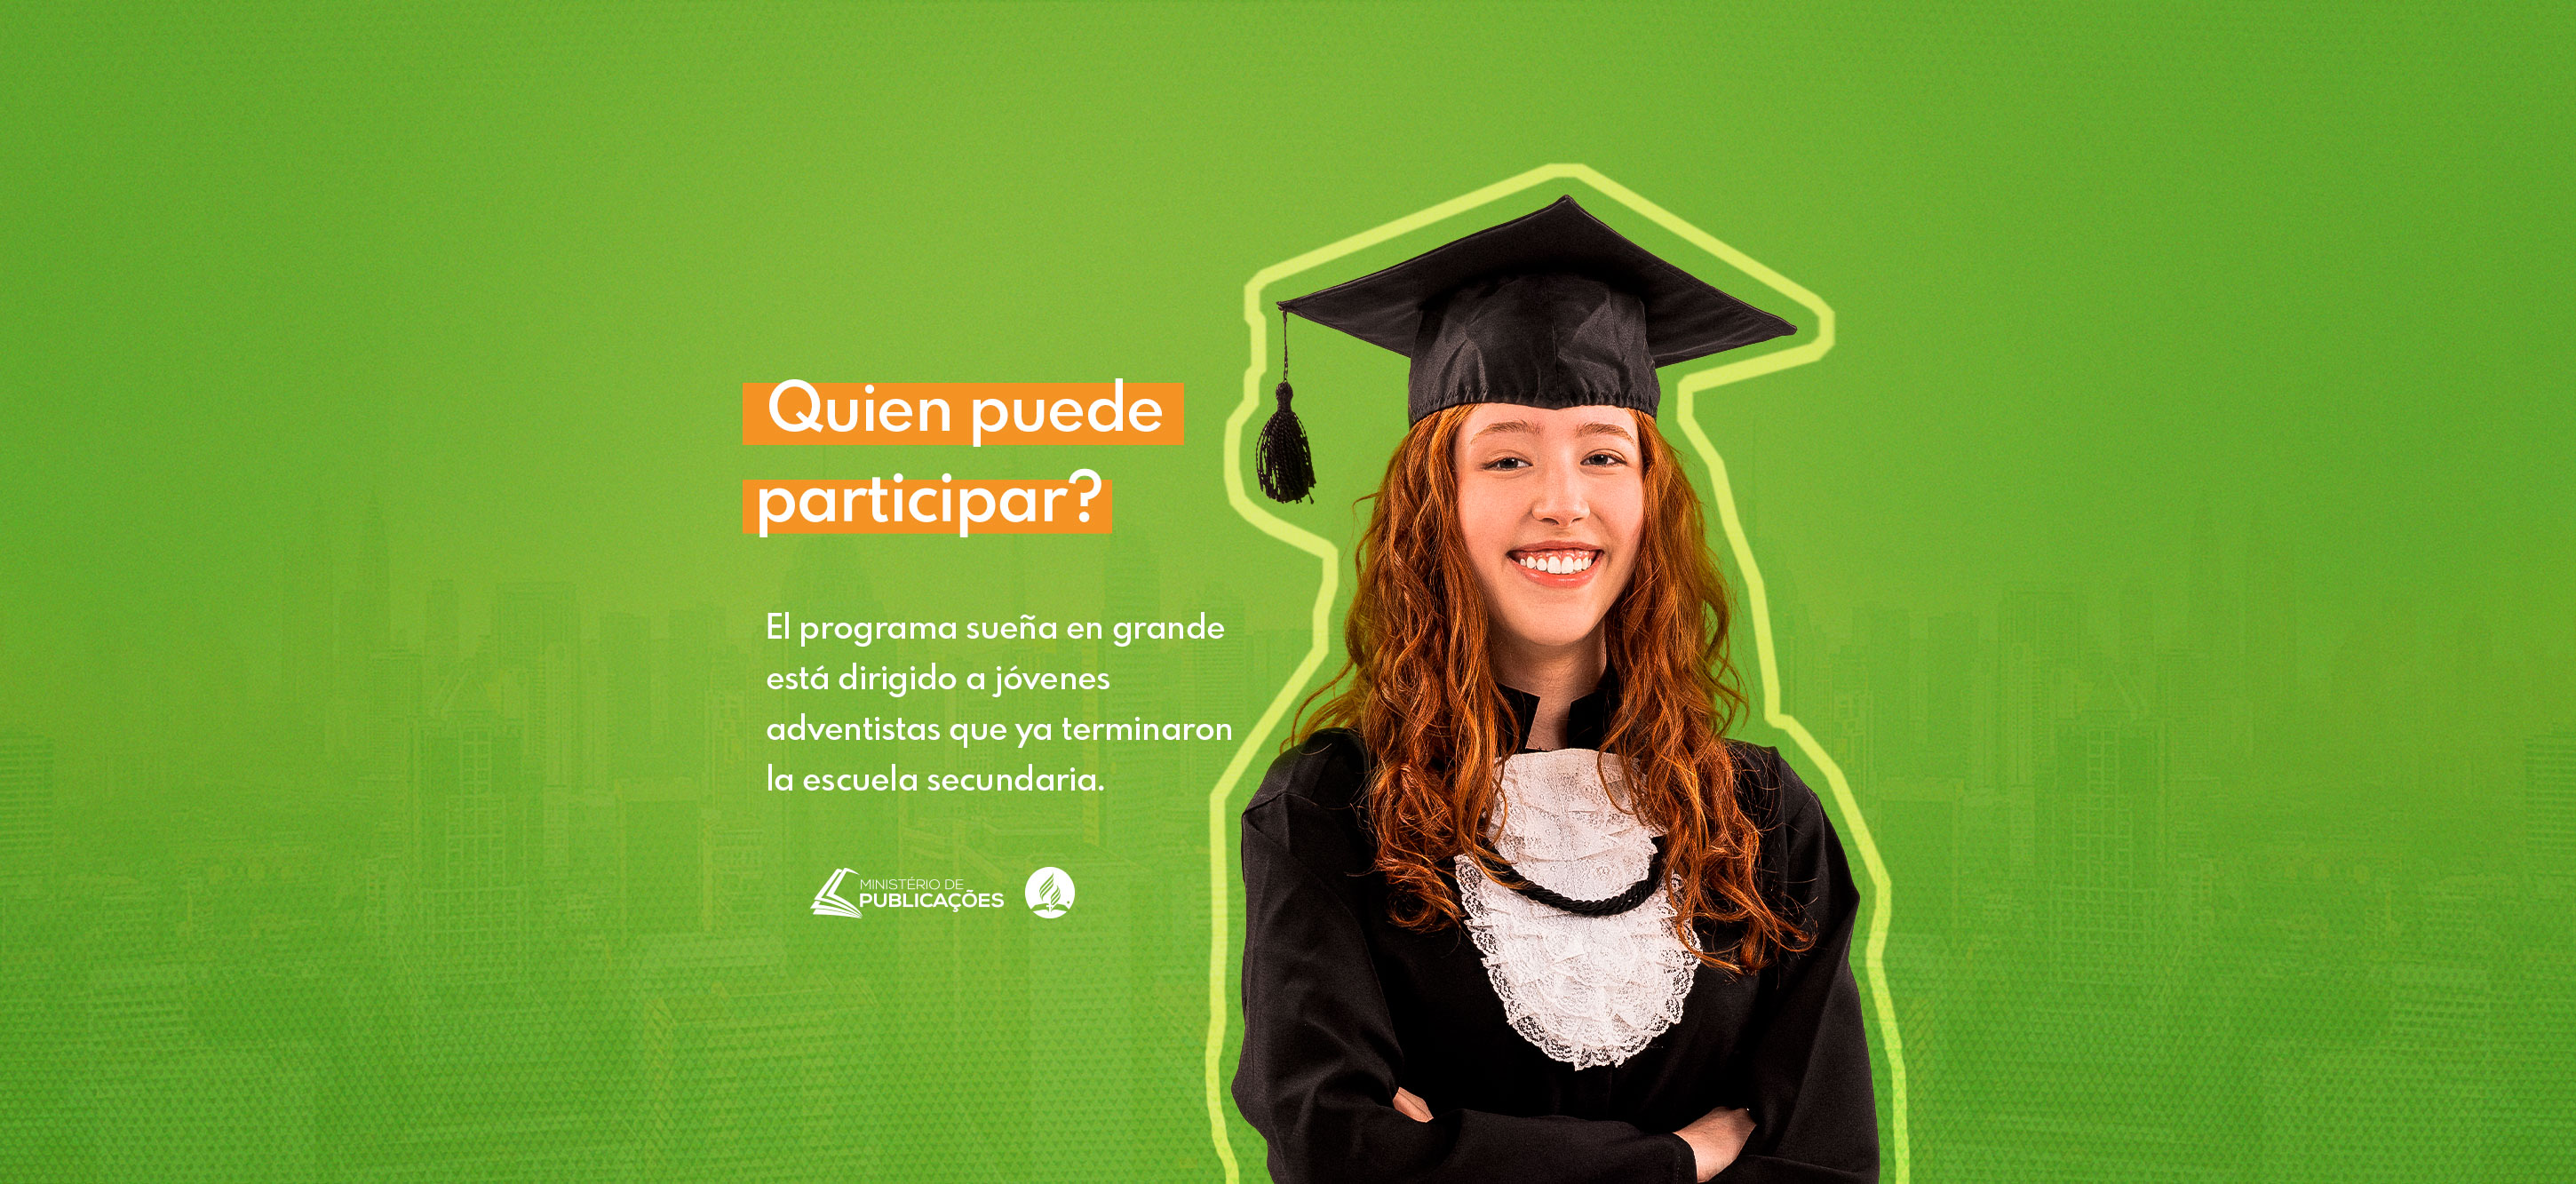 Quien puede
participar?
El programa sueña en grande
está dirigido a jóvenes
adventistas que ya terminaron
la escuela secundaria.
MINISTÉRIO DE
PUBLICAÇÕES